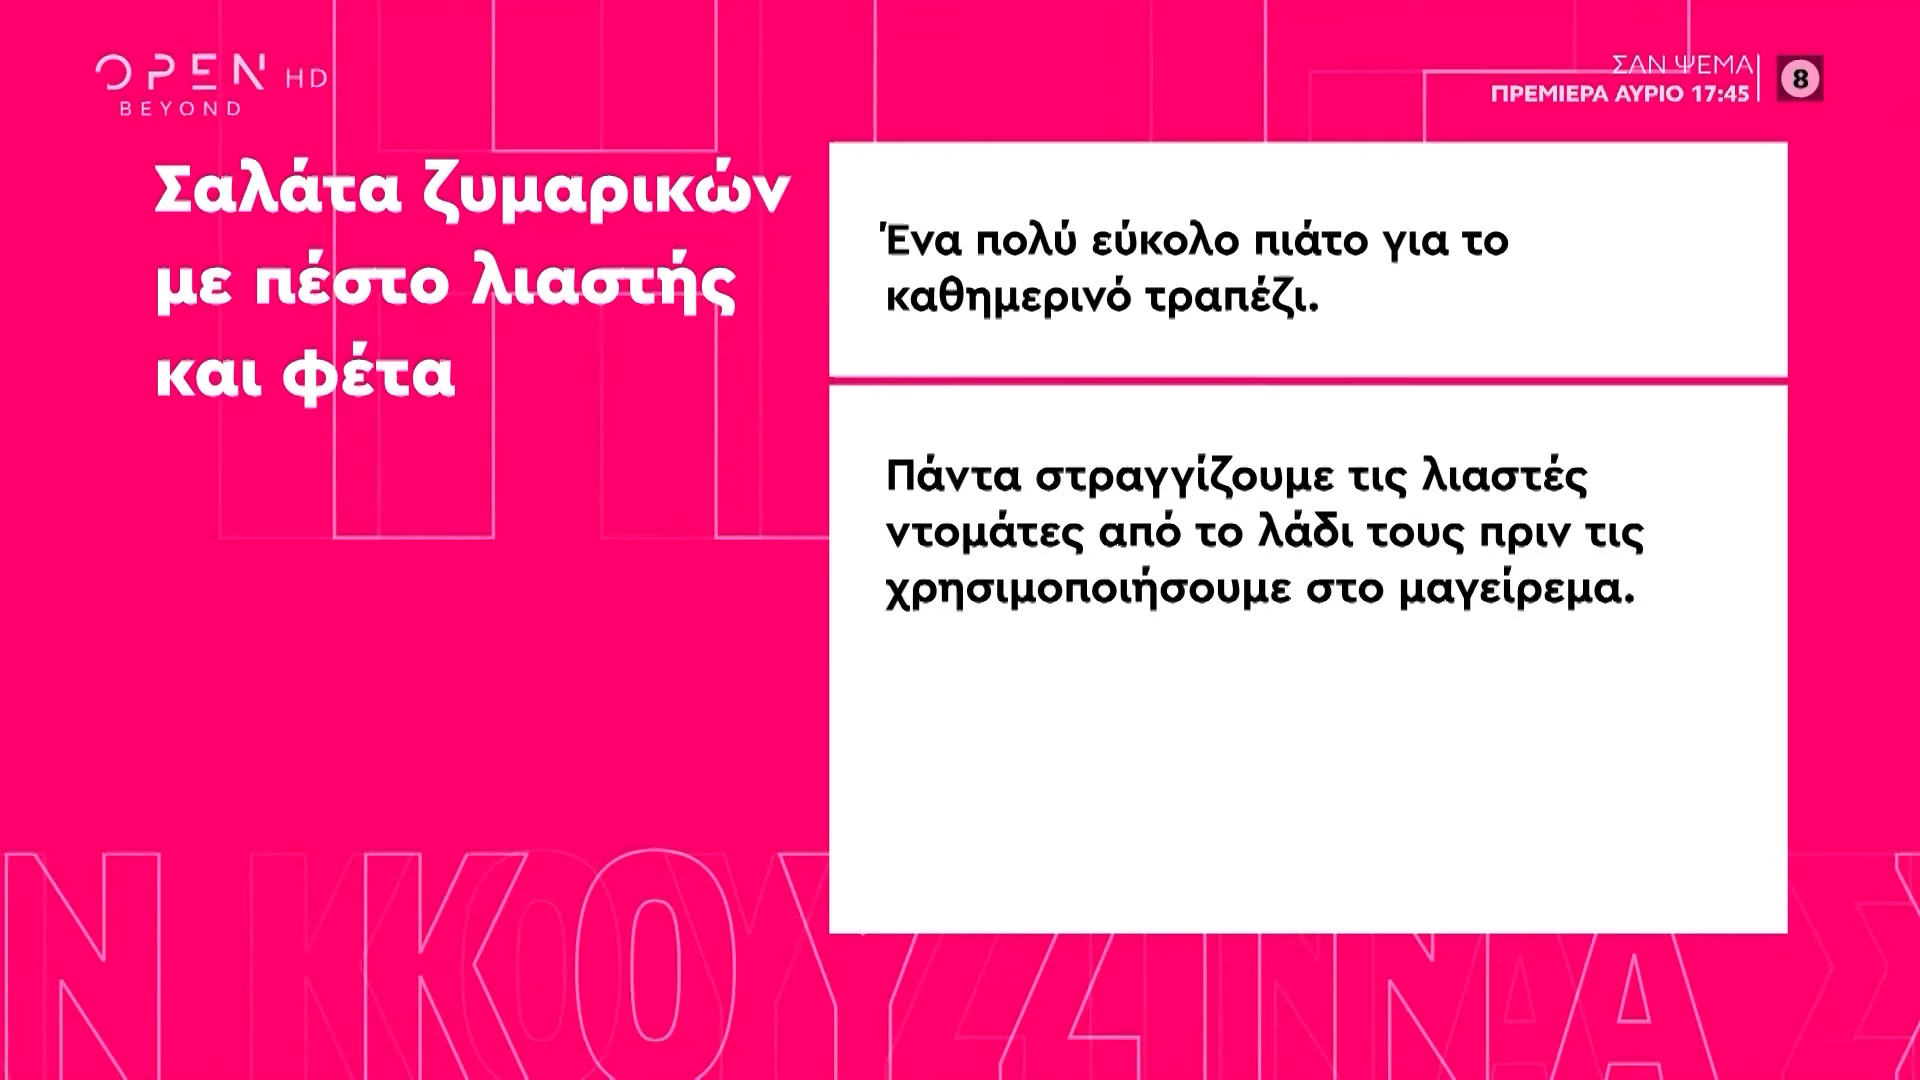 OPEN HD
BEYOND
ΣΑΝ ΨΕΜΑ
ΠΡΕΜΙΕΡΑ ΑΥΡΙΟ 17:45
8
Σαλάτα ζυμαρικών
με πέστο λιαστής
και φέτα
Ένα πολύ εύκολο πιάτο για το
καθημερινό τραπέζι.
Πάντα στραγγίζουμε τις λιαστές
ντομάτες από το λάδι τους πριν τις
χρησιμοποιήσουμε στο μαγείρεμα.